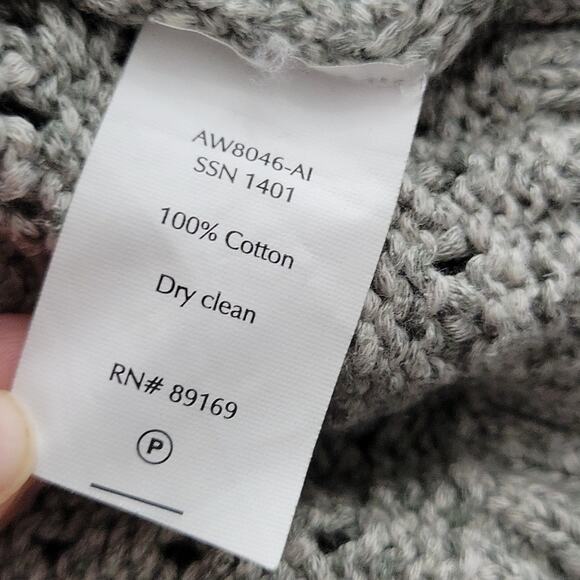 AW8046-AI
SSN 1401
100% Cotton
Dry clean
RN# 89169
P